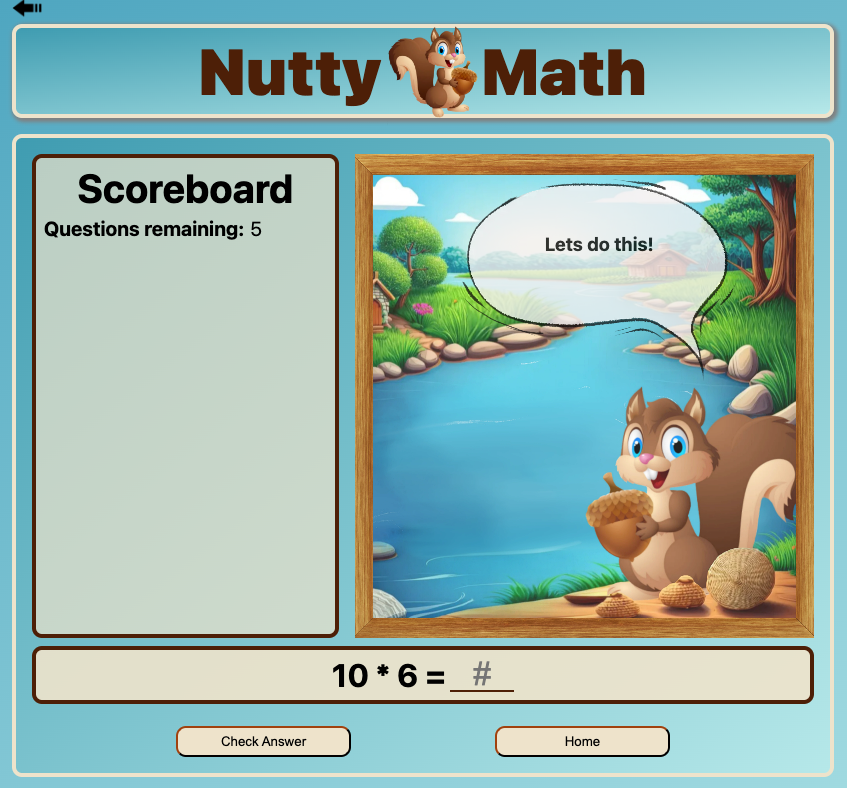 Nutty Math
Scoreboard
Questions remaining: 5
Lets do this!
10 * 6 = #
Check Answer
Home